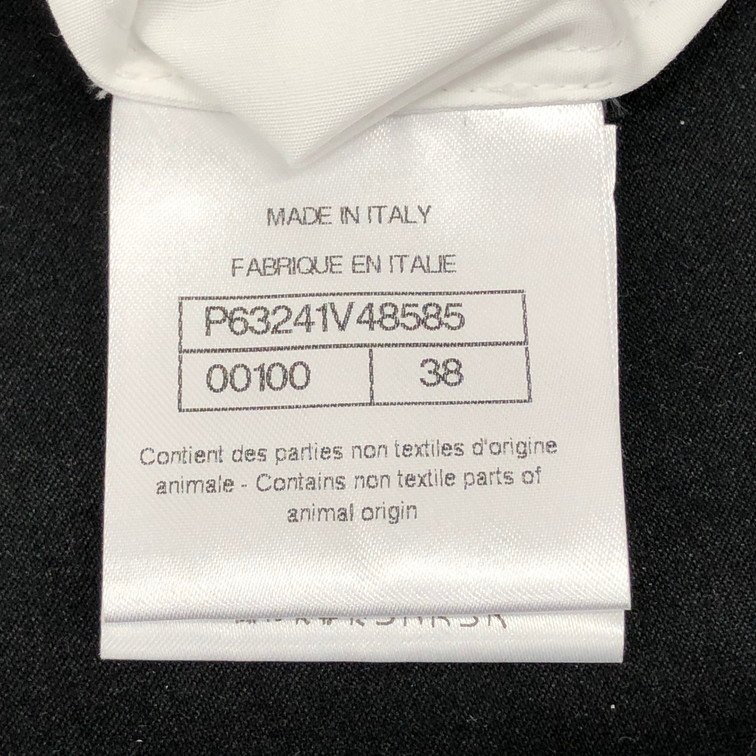 MADE IN ITALY
FABRIQUE EN ITALIE
P63241V48585
00100 38
Contient des parties non textiles d'origine
animale - Contains non textile parts of
animal origin